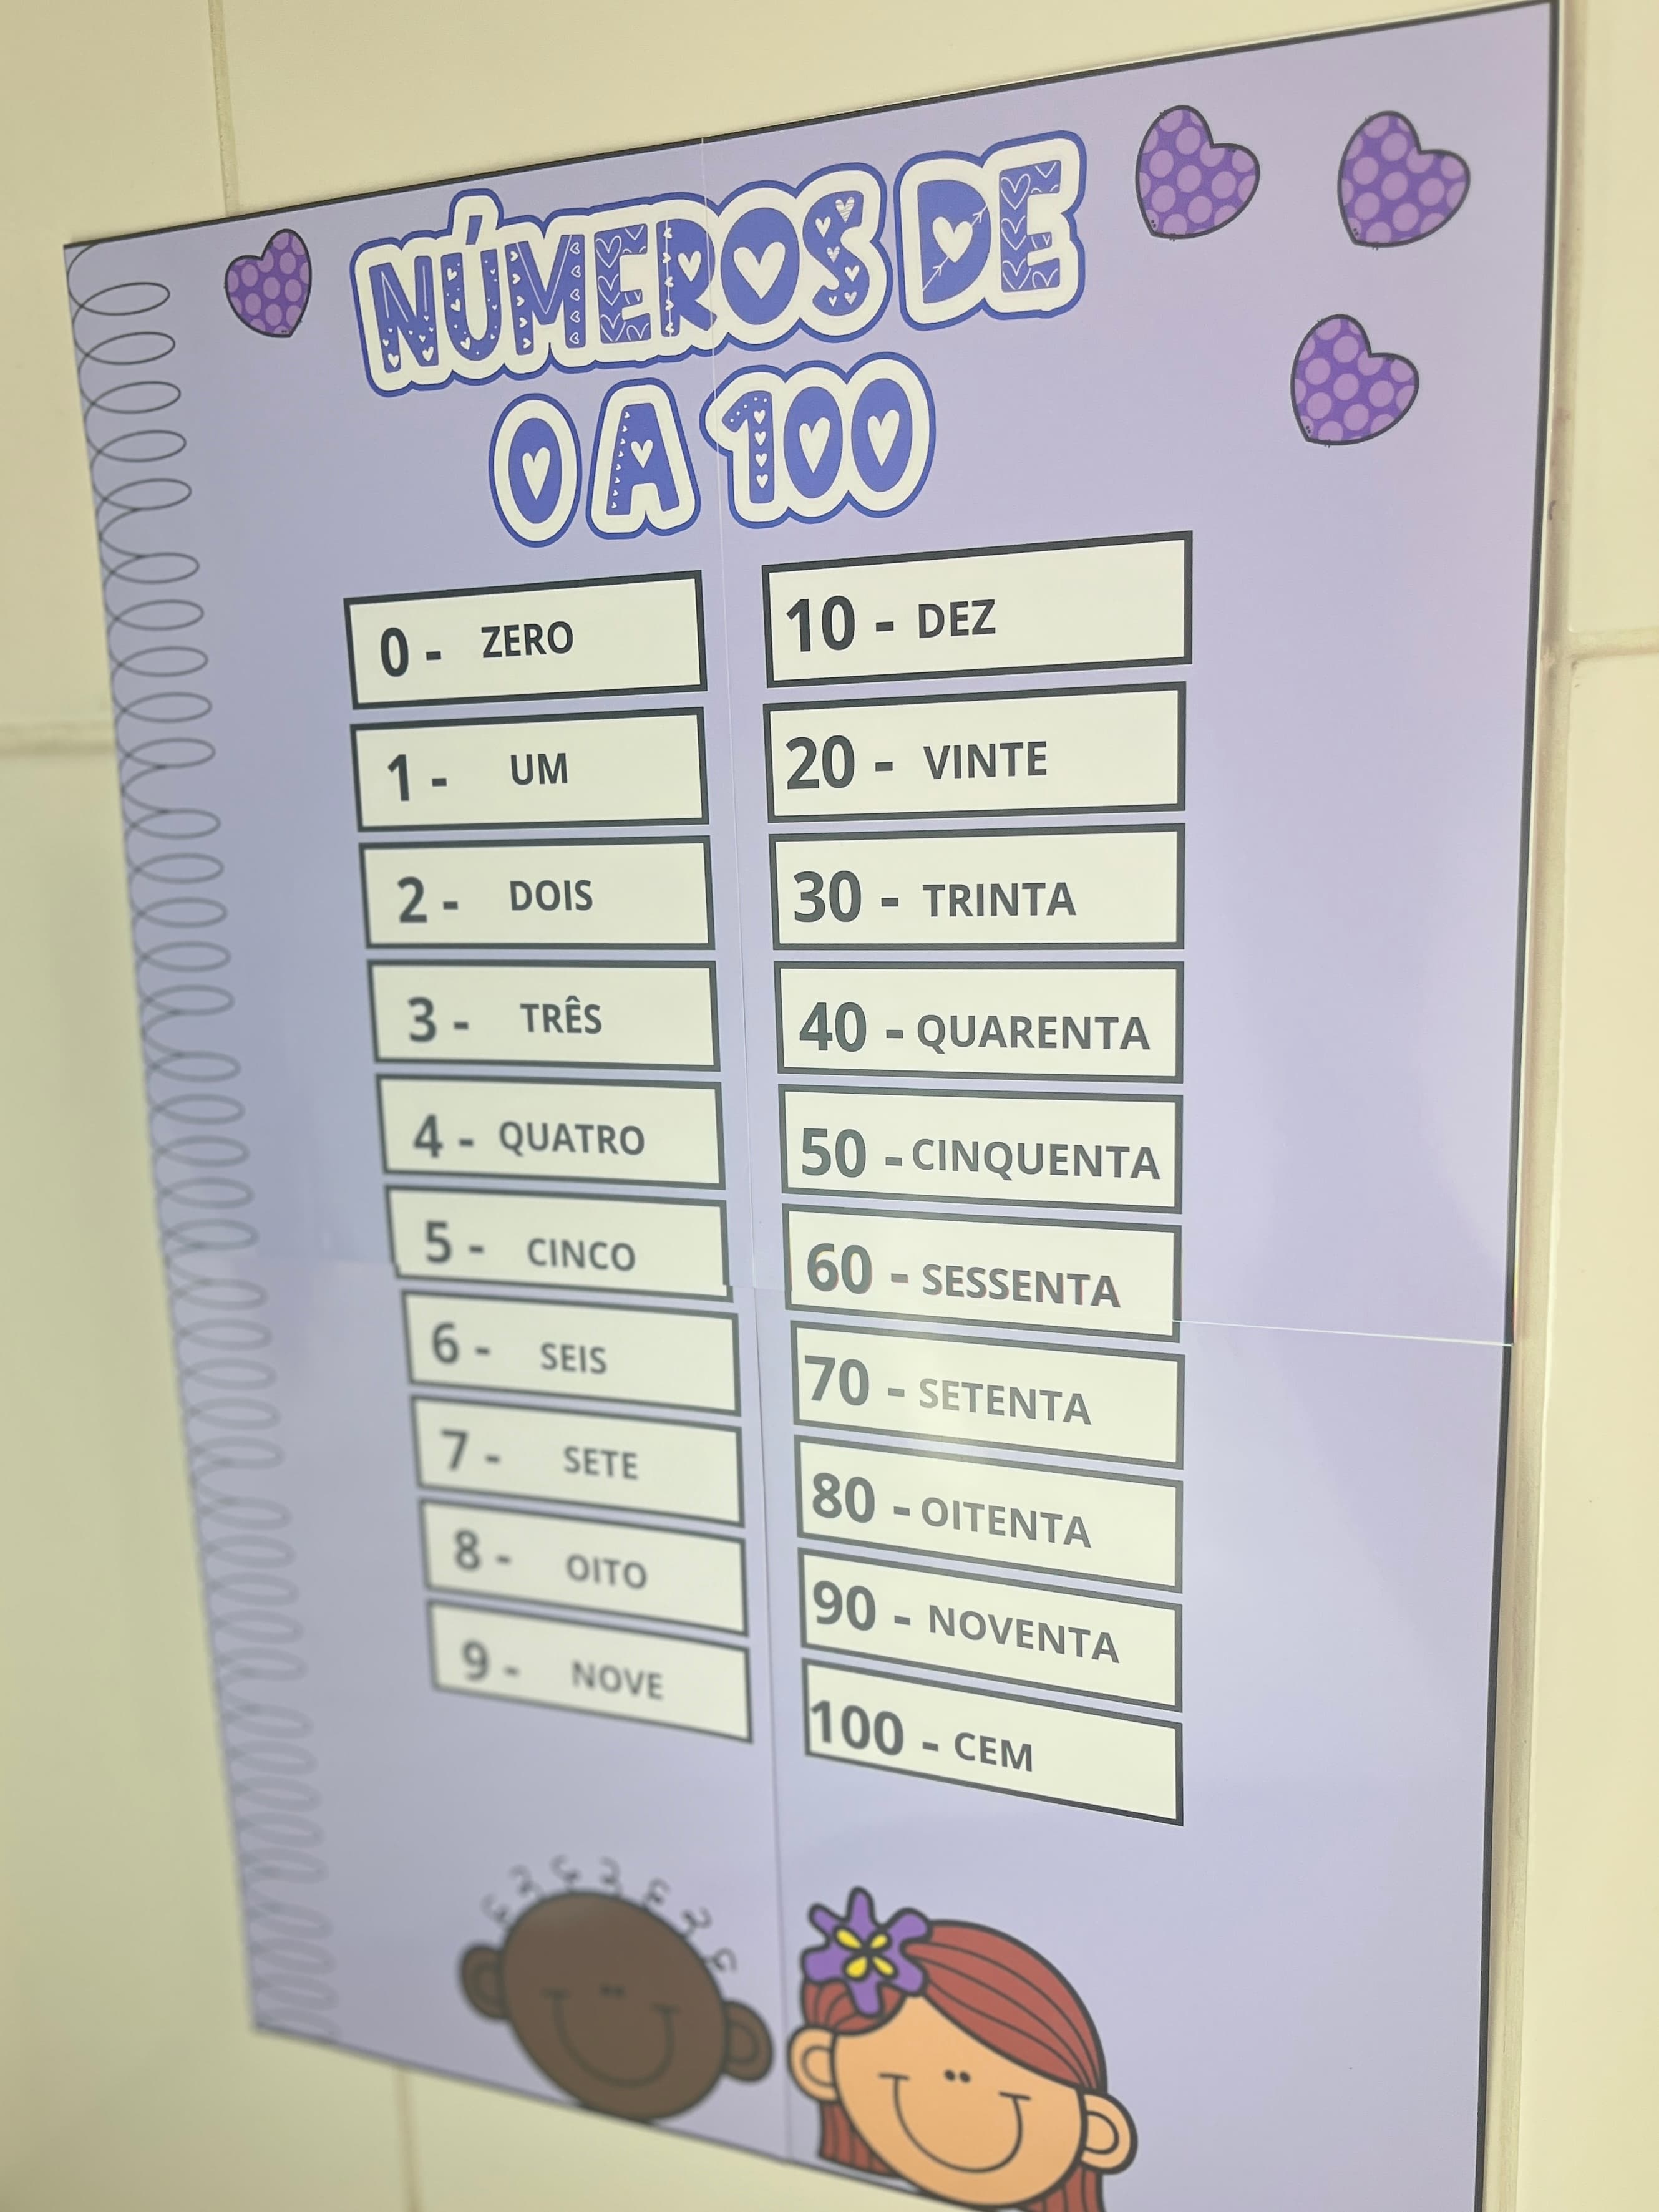 NÚMEROS DE
0 A 100
0 - ZERO
1 - UM
2 - DOIS
3 - TRÊS
4 - QUATRO
5 - CINCO
6 - SEIS
7 - SETE
8 - OITO
9 - NOVE
10 - DEZ
20 - VINTE
30 - TRINTA
40 - QUARENTA
50 - CINQUENTA
60 - SESSENTA
70 - SETENTA
80 - OITENTA
90 - NOVENTA
100 - CEM